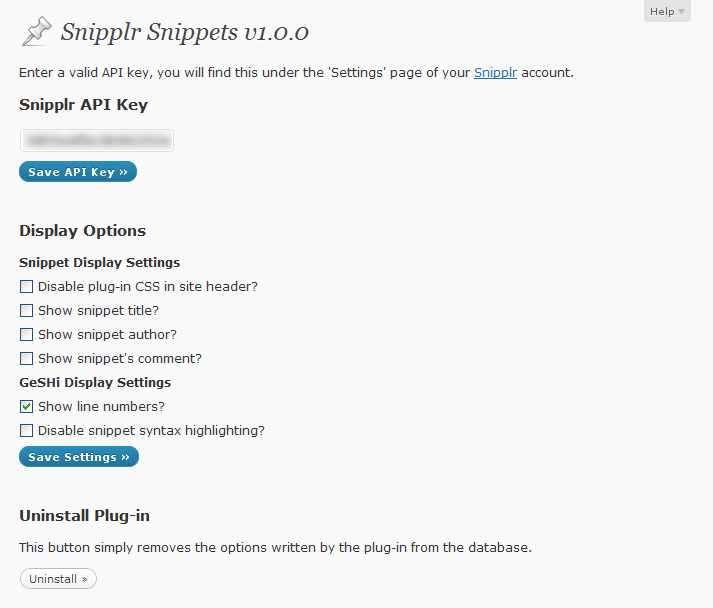 Help
Snipplr Snippets v1.0.0
Enter a valid API key, you will find this under the 'Settings' page of your Snipplr account.
Snipplr API Key
Save API Key »
Display Options
Snippet Display Settings
Disable plug-in CSS in site header?
Show snippet title?
Show snippet author?
Show snippet's comment?
GeSHi Display Settings
Show line numbers?
Disable snippet syntax highlighting?
Save Settings »
Uninstall Plug-in
This button simply removes the options written by the plug-in from the database.
Uninstall »